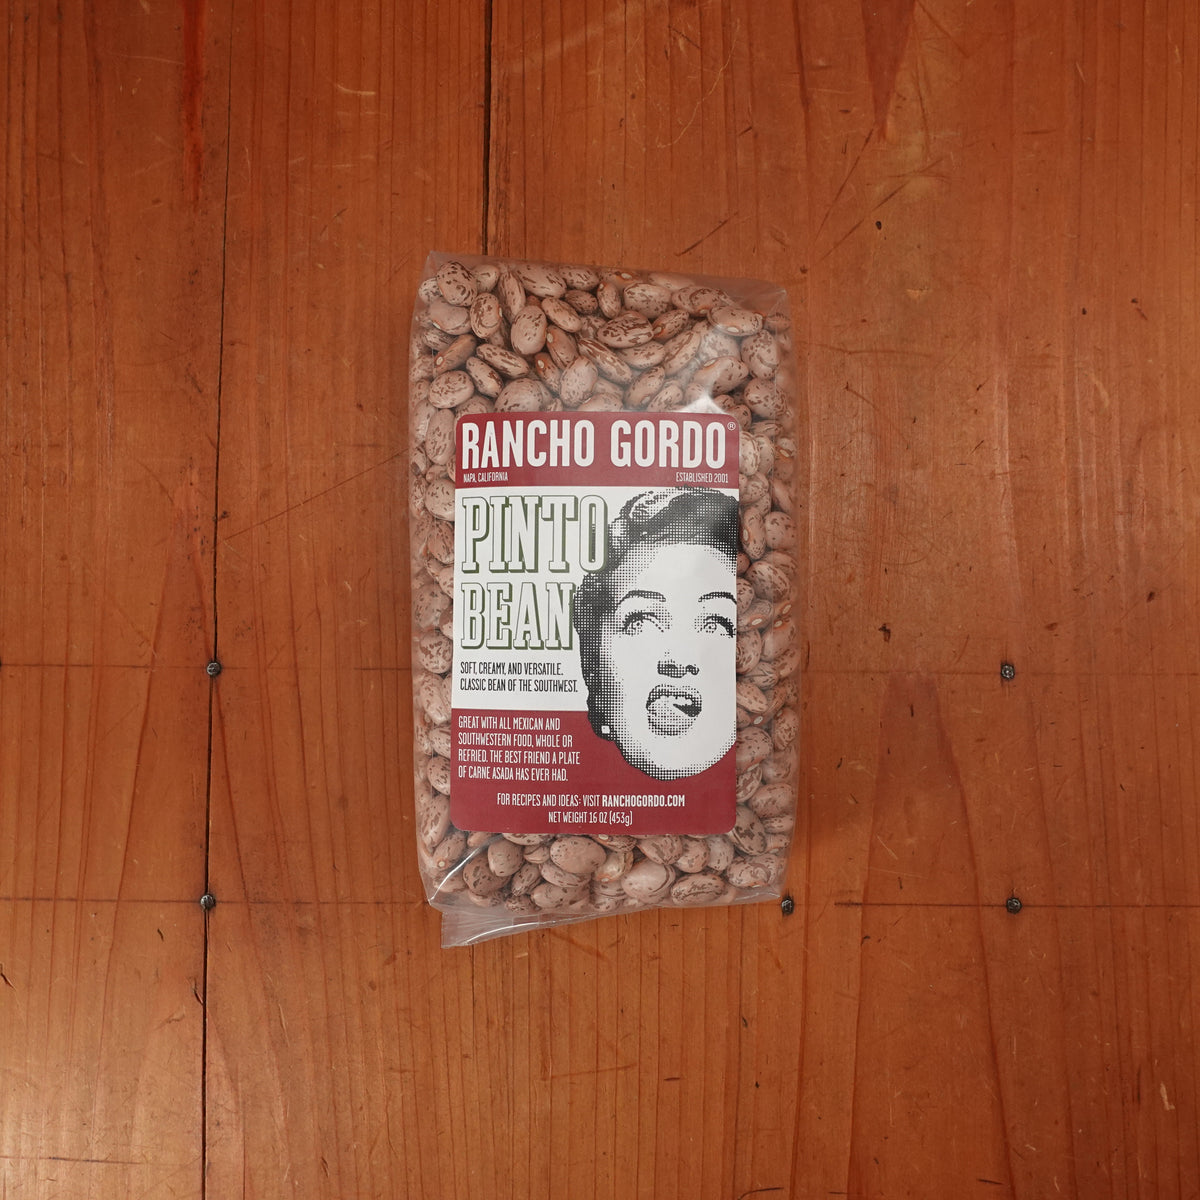 RANCHO GORDO®
NAPA, CALIFORNIA ESTABLISHED 2001
PINTO
BEAN
SOFT, CREAMY, AND VERSATILE.
CLASSIC BEAN OF THE SOUTHWEST.
GREAT WITH ALL MEXICAN AND
SOUTHWESTERN FOOD, WHOLE OR
REFRIED. THE BEST FRIEND A PLATE
OF CARNE ASADA HAS EVER HAD.
FOR RECIPES AND IDEAS: VISIT RANCHOGORDO.COM
NET WEIGHT 16 OZ (453g)